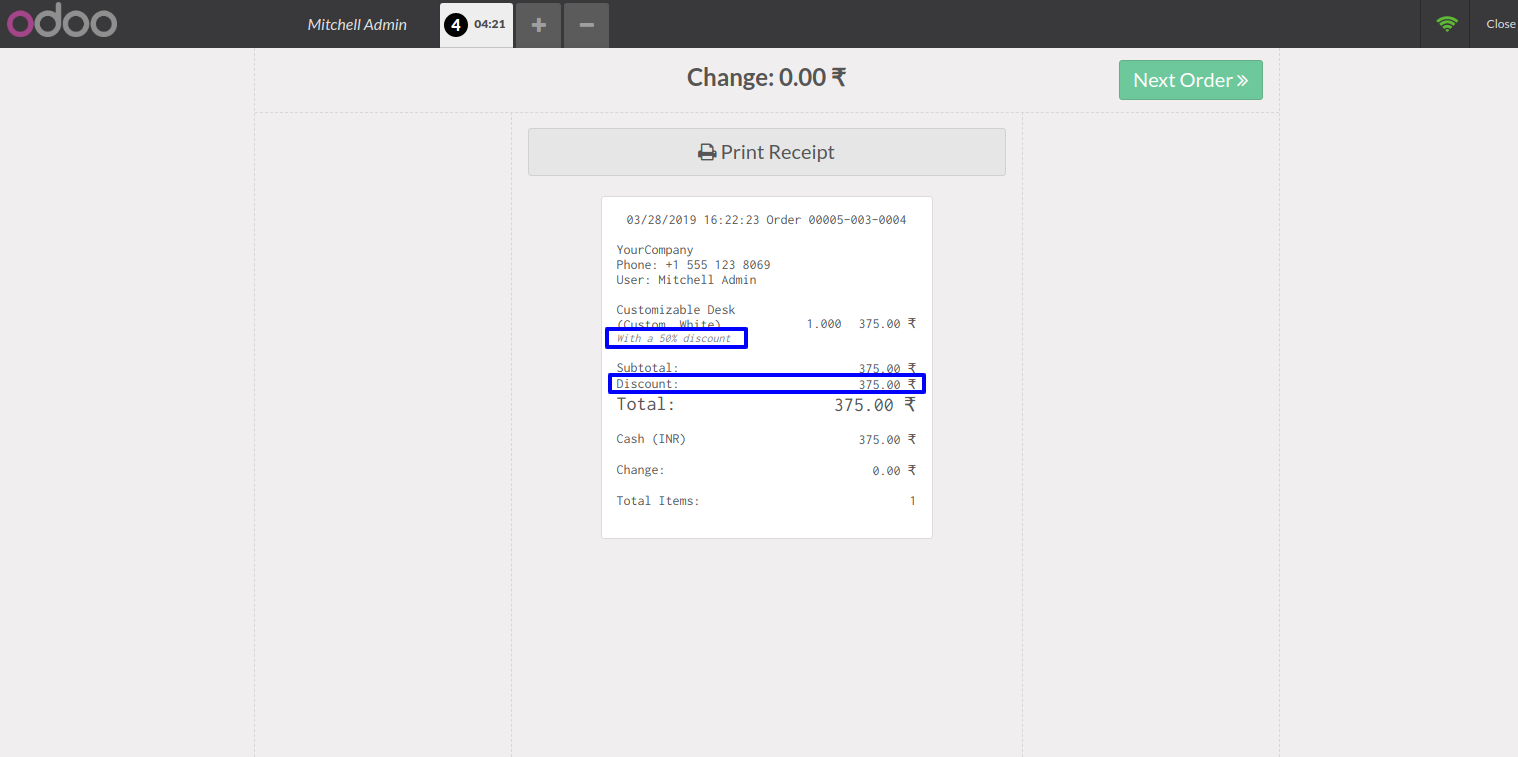 odoo
Mitchell Admin
4 04:21
+
−
Close
Change: 0.00 ₹
Next Order »
Print Receipt
03/28/2019 16:22:23 Order 00005-003-0004
YourCompany
Phone: +1 555 123 8069
User: Mitchell Admin
Customizable Desk
(Custom, White) 1.000 375.00 ₹
With a 50% discount
Subtotal: 375.00 ₹
Discount: 375.00 ₹
Total: 375.00 ₹
Cash (INR) 375.00 ₹
Change: 0.00 ₹
Total Items: 1